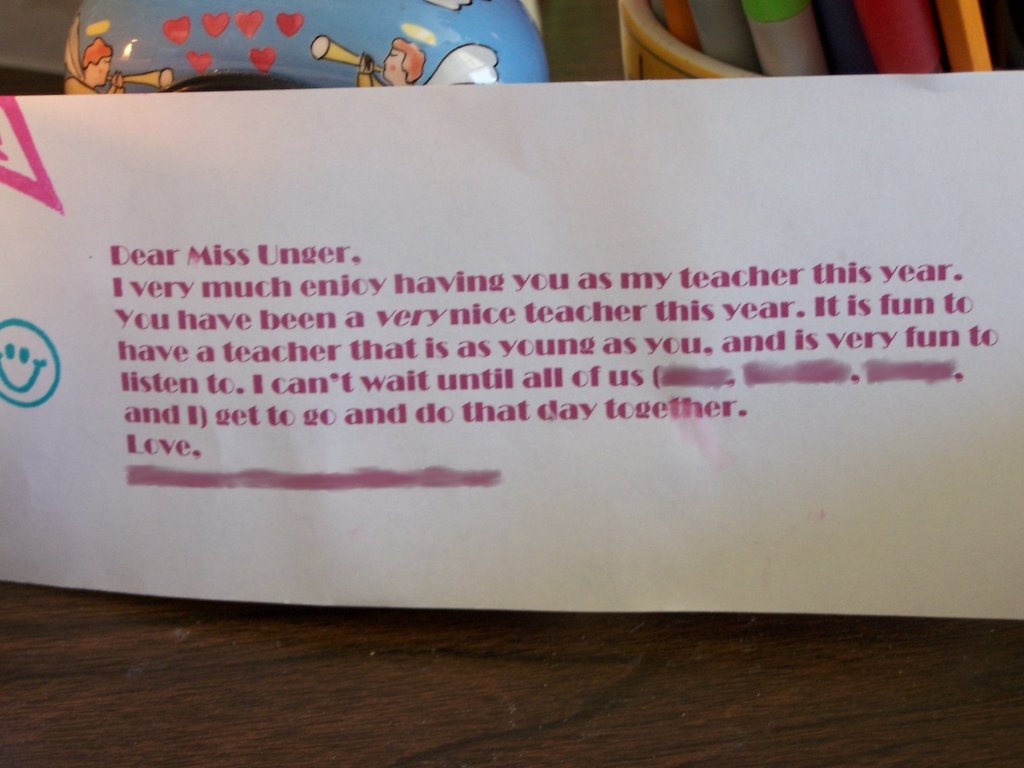 Dear Miss Unger,
I very much enjoy having you as my teacher this year.
You have been a very nice teacher this year. It is fun to
have a teacher that is as young as you, and is very fun to
listen to. I can't wait until all of us ( , , ,
and I) get to go and do that day together.
Love,